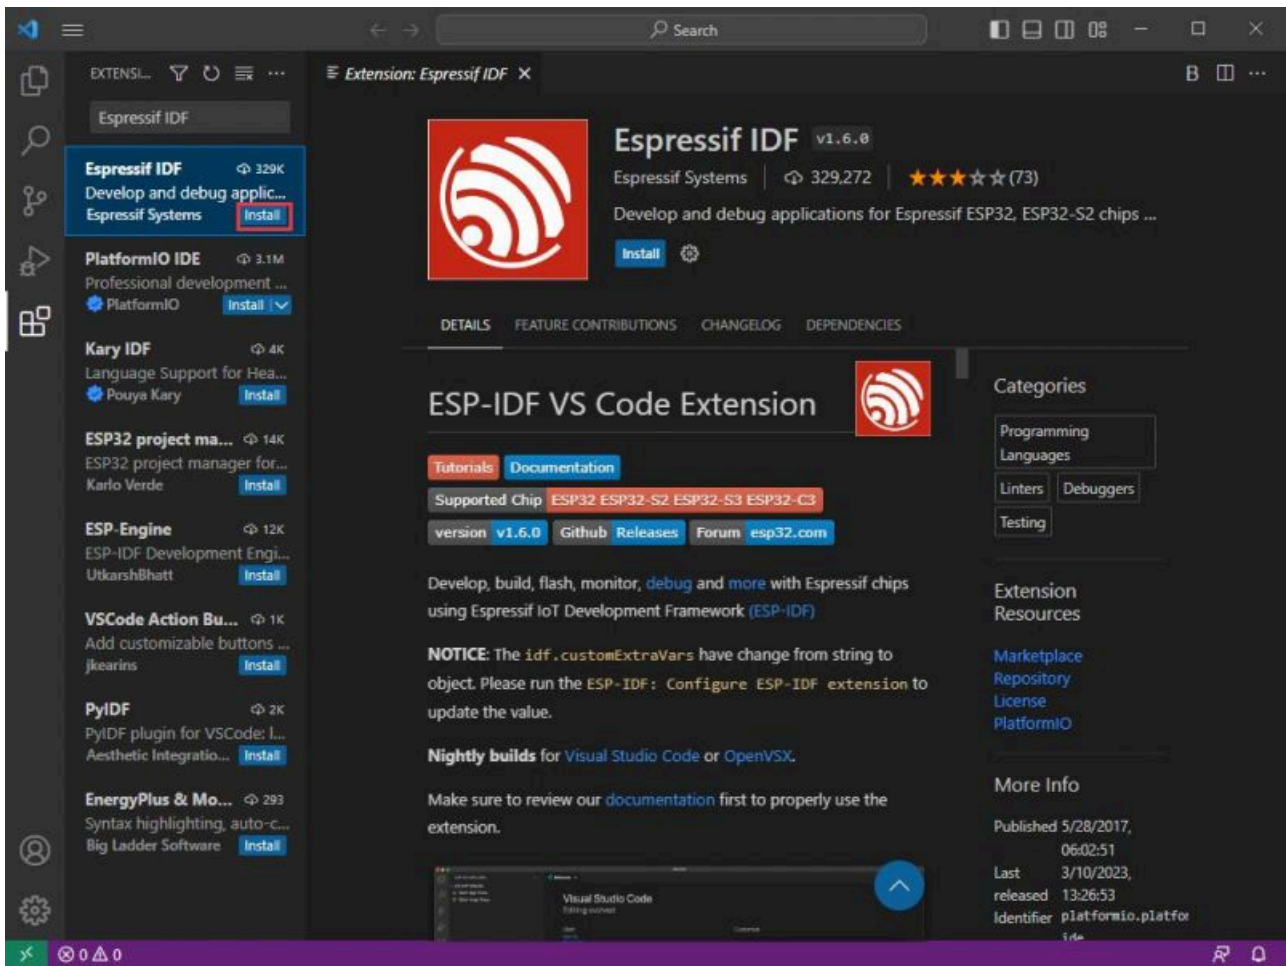 Search
EXTENSI...
Extension: Espressif IDF
Espressif IDF
Espressif IDF 329K
Develop and debug applic...
Espressif Systems Install
PlatformIO IDE 3.1M
Professional development ...
PlatformIO Install
Kary IDF 4K
Language Support for Hea...
Pouya Kary Install
ESP32 project ma... 14K
ESP32 project manager for...
Karlo Verde Install
ESP-Engine 12K
ESP-IDF Development Engi...
UtkarshBhatt Install
VSCode Action Bu... 1K
Add customizable buttons ...
jkearins Install
PyIDF 2K
PyIDF plugin for VSCode: l...
Aesthetic Integratio... Install
EnergyPlus & Mo... 293
Syntax highlighting, auto-c...
Big Ladder Software Install
Espressif IDF v1.6.0
Espressif Systems 329,272 (73)
Develop and debug applications for Espressif ESP32, ESP32-S2 chips ...
Install
DETAILS FEATURE CONTRIBUTIONS CHANGELOG DEPENDENCIES
ESP-IDF VS Code Extension
Tutorials Documentation
Supported Chip ESP32 ESP32-S2 ESP32-S3 ESP32-C3
version v1.6.0 Github Releases Forum esp32.com
Develop, build, flash, monitor, debug and more with Espressif chips
using Espressif IoT Development Framework (ESP-IDF)
NOTICE: The idf.customExtraVars have change from string to
object. Please run the ESP-IDF: Configure ESP-IDF extension to
update the value.
Nightly builds for Visual Studio Code or OpenVSX.
Make sure to review our documentation first to properly use the
extension.
Visual Studio Code
Editing evolved
Categories
Programming
Languages
Linters Debuggers
Testing
Extension
Resources
Marketplace
Repository
License
PlatformIO
More Info
Published 5/28/2017,
06:02:51
Last 3/10/2023,
released 13:26:53
Identifier platformio.platfor
ide
0 0